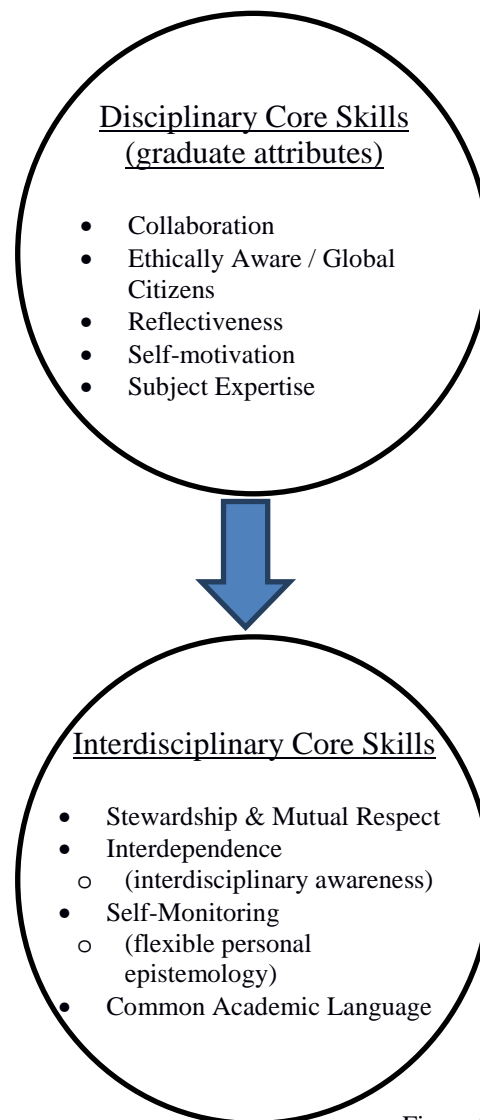 Disciplinary Core Skills
(graduate attributes)
• Collaboration
• Ethically Aware / Global
Citizens
• Reflectiveness
• Self-motivation
• Subject Expertise
Interdisciplinary Core Skills
• Stewardship & Mutual Respect
• Interdependence
o (interdisciplinary awareness)
• Self-Monitoring
o (flexible personal
epistemology)
• Common Academic Language